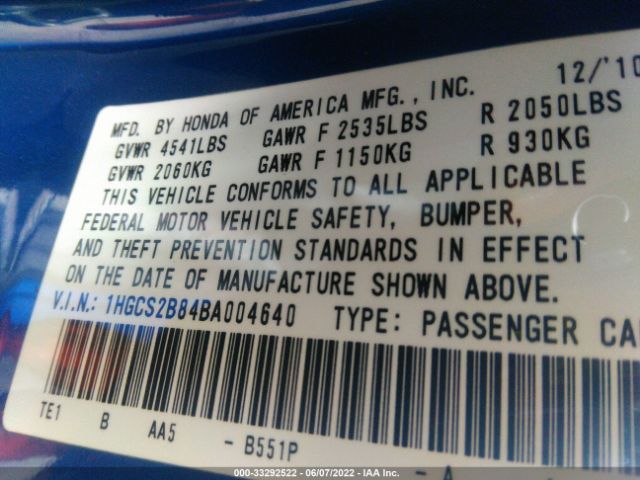 12/'10
MFD. BY HONDA OF AMERICA MFG., INC.
GVWR 4541LBS GAWR F 2535LBS R 2050LBS
GVWR 2060KG GAWR F 1150KG R 930KG
THIS VEHICLE CONFORMS TO ALL APPLICABLE
FEDERAL MOTOR VEHICLE SAFETY, BUMPER,
AND THEFT PREVENTION STANDARDS IN EFFECT
ON THE DATE OF MANUFACTURE SHOWN ABOVE.
V.I.N.: 1HGCS2B84BA004640 TYPE: PASSENGER CA
TE1 B AA5 - B551P - A
000-33292522 - 06/07/2022 - IAA Inc.